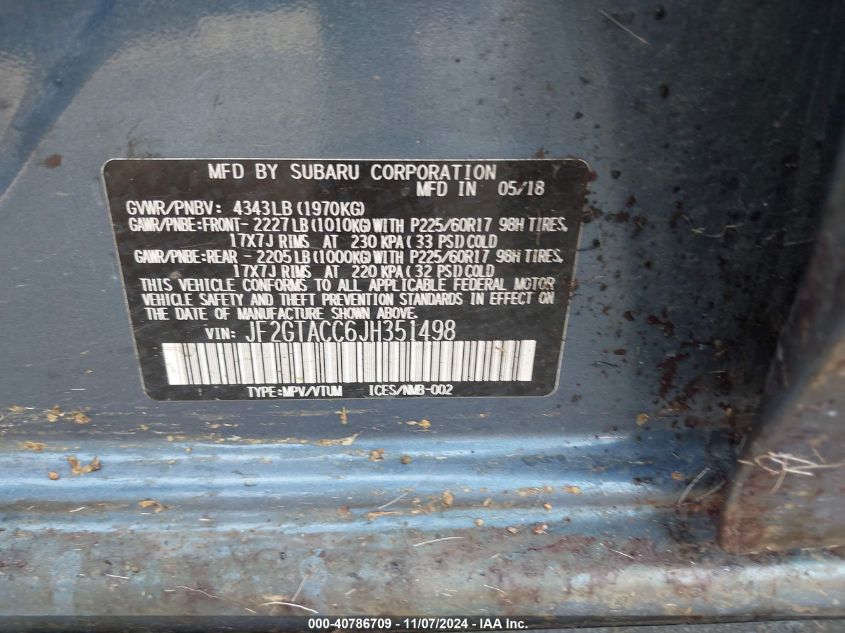 MFD BY SUBARU CORPORATION
MFD IN 05/18
GVWR/PNBV: 4343LB (1970KG)
GAWR/PNBE:FRONT- 2227LB (1010KG) WITH P225/60R17 98H TIRES,
17X7J RIMS AT 230 KPA (33 PSI) COLD
GAWR/PNBE:REAR - 2205LB (1000KG) WITH P225/60R17 98H TIRES,
17X7J RIMS AT 220 KPA (32 PSI) COLD
THIS VEHICLE CONFORMS TO ALL APPLICABLE FEDERAL MOTOR
VEHICLE SAFETY AND THEFT PREVENTION STANDARDS IN EFFECT ON
THE DATE OF MANUFACTURE SHOWN ABOVE.
VIN: JF2GTACC6JH351498
TYPE:MPV/VTUM ICES/NMB-002
000-40786709 - 11/07/2024 - IAA Inc.